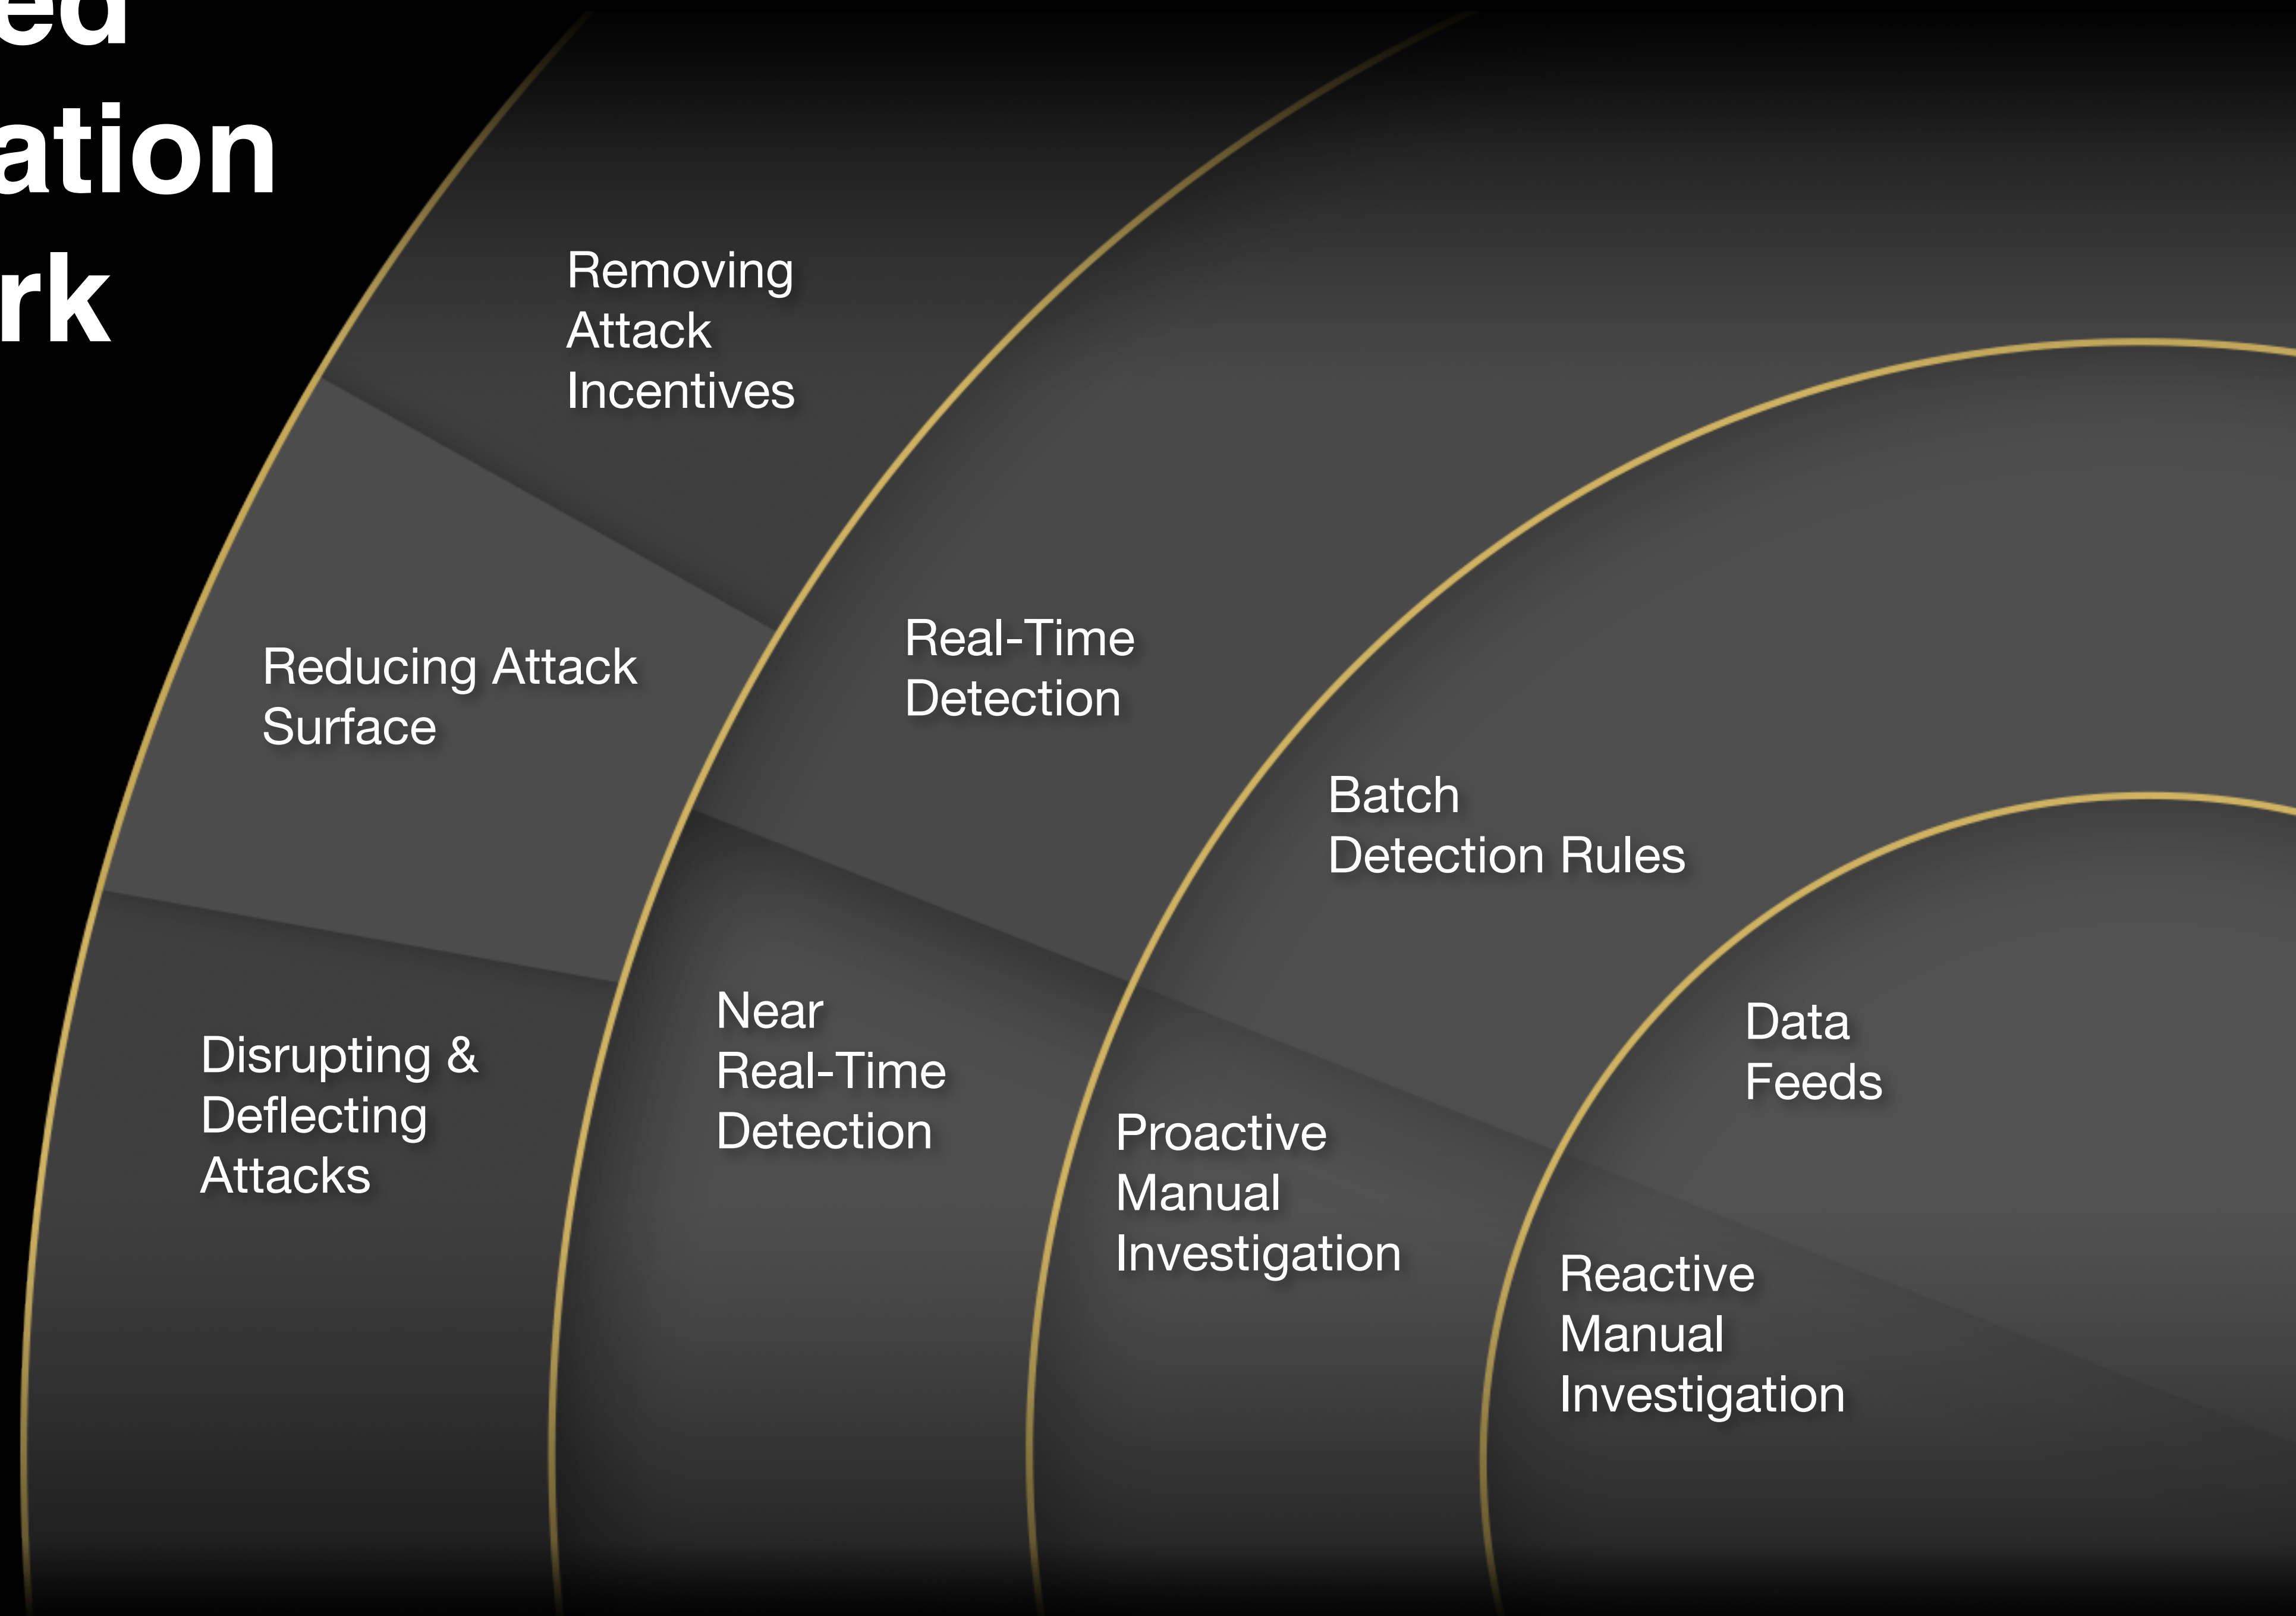 ed
ation
rk
Removing
Attack
Incentives
Reducing Attack
Surface
Disrupting &
Deflecting
Attacks
Real-Time
Detection
Near
Real-Time
Detection
Batch
Detection Rules
Proactive
Manual
Investigation
Data
Feeds
Reactive
Manual
Investigation